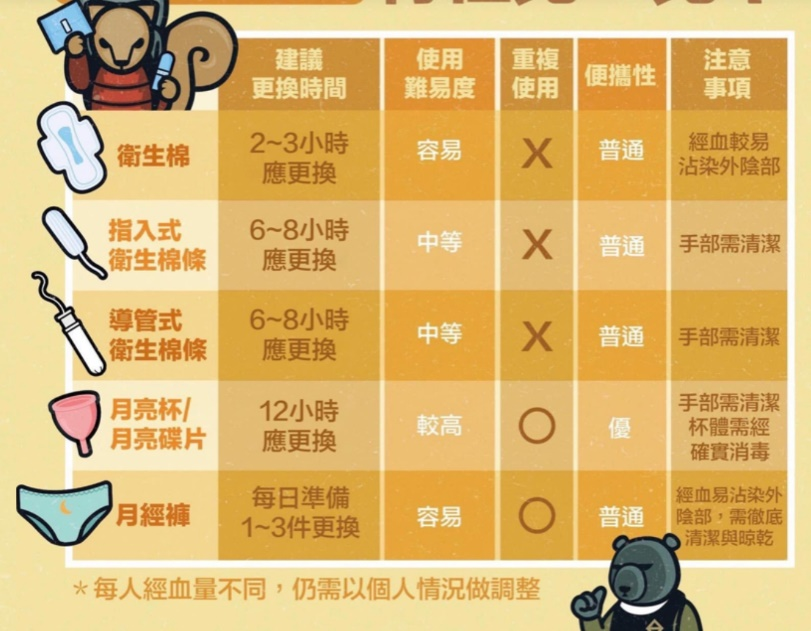 建議
更換時間
使用
難易度
重複
使用
便攜性
注意
事項
衛生棉
2~3小時
應更換
容易
X
普通
經血較易
沾染外陰部
指入式
衛生棉條
6~8小時
應更換
中等
X
普通
手部需清潔
導管式
衛生棉條
6~8小時
應更換
中等
X
普通
手部需清潔
月亮杯/
月亮碟片
12小時
應更換
較高
○
優
手部需清潔
杯體需經
確實消毒
月經褲
每日準備
1~3件更換
容易
○
普通
經血易沾染外
陰部，需徹底
清潔與晾乾
＊每人經血量不同，仍需以個人情況做調整